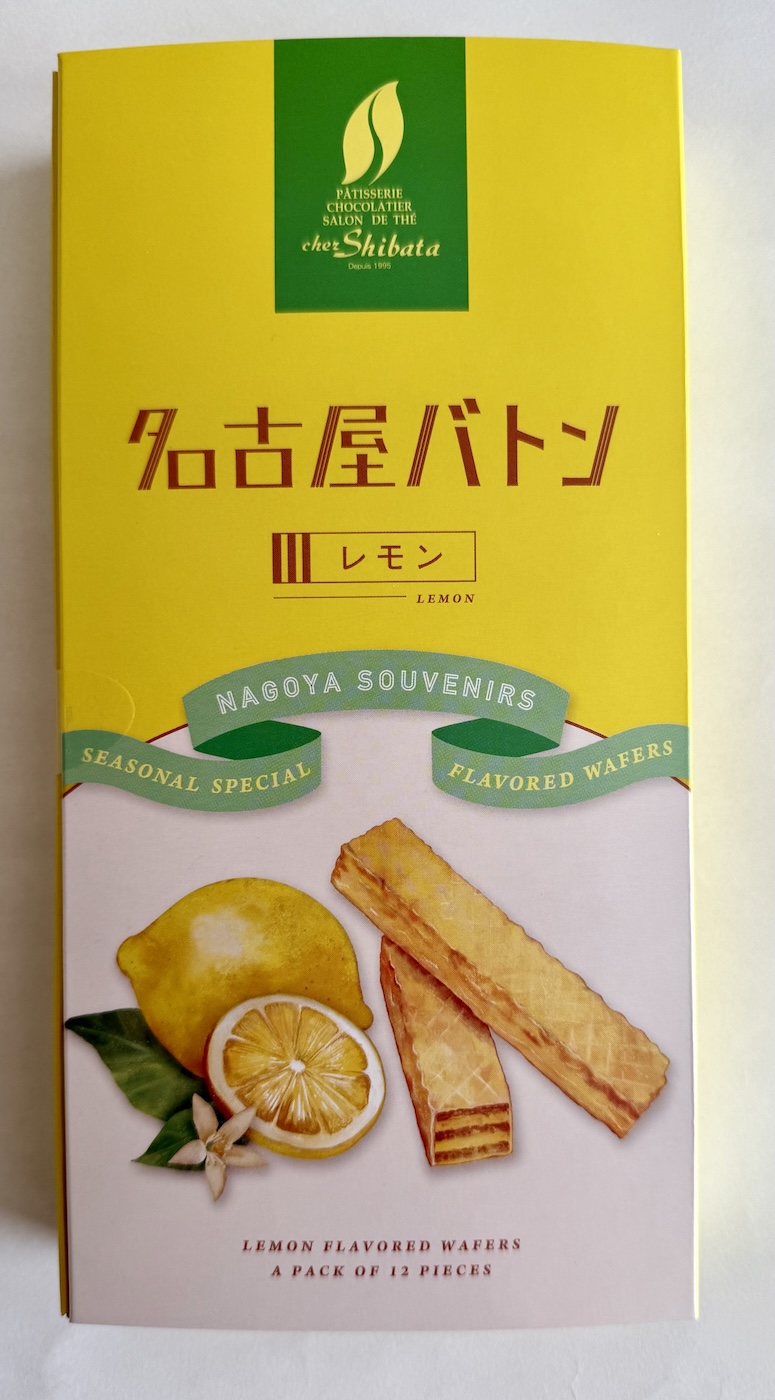 PÂTISSERIE
CHOCOLATIER
SALON DE THÉ
chez Shibata
Depuis 1995
名古屋バトン
レモン
LEMON
NAGOYA SOUVENIRS
SEASONAL SPECIAL
FLAVORED WAFERS
LEMON FLAVORED WAFERS
A PACK OF 12 PIECES